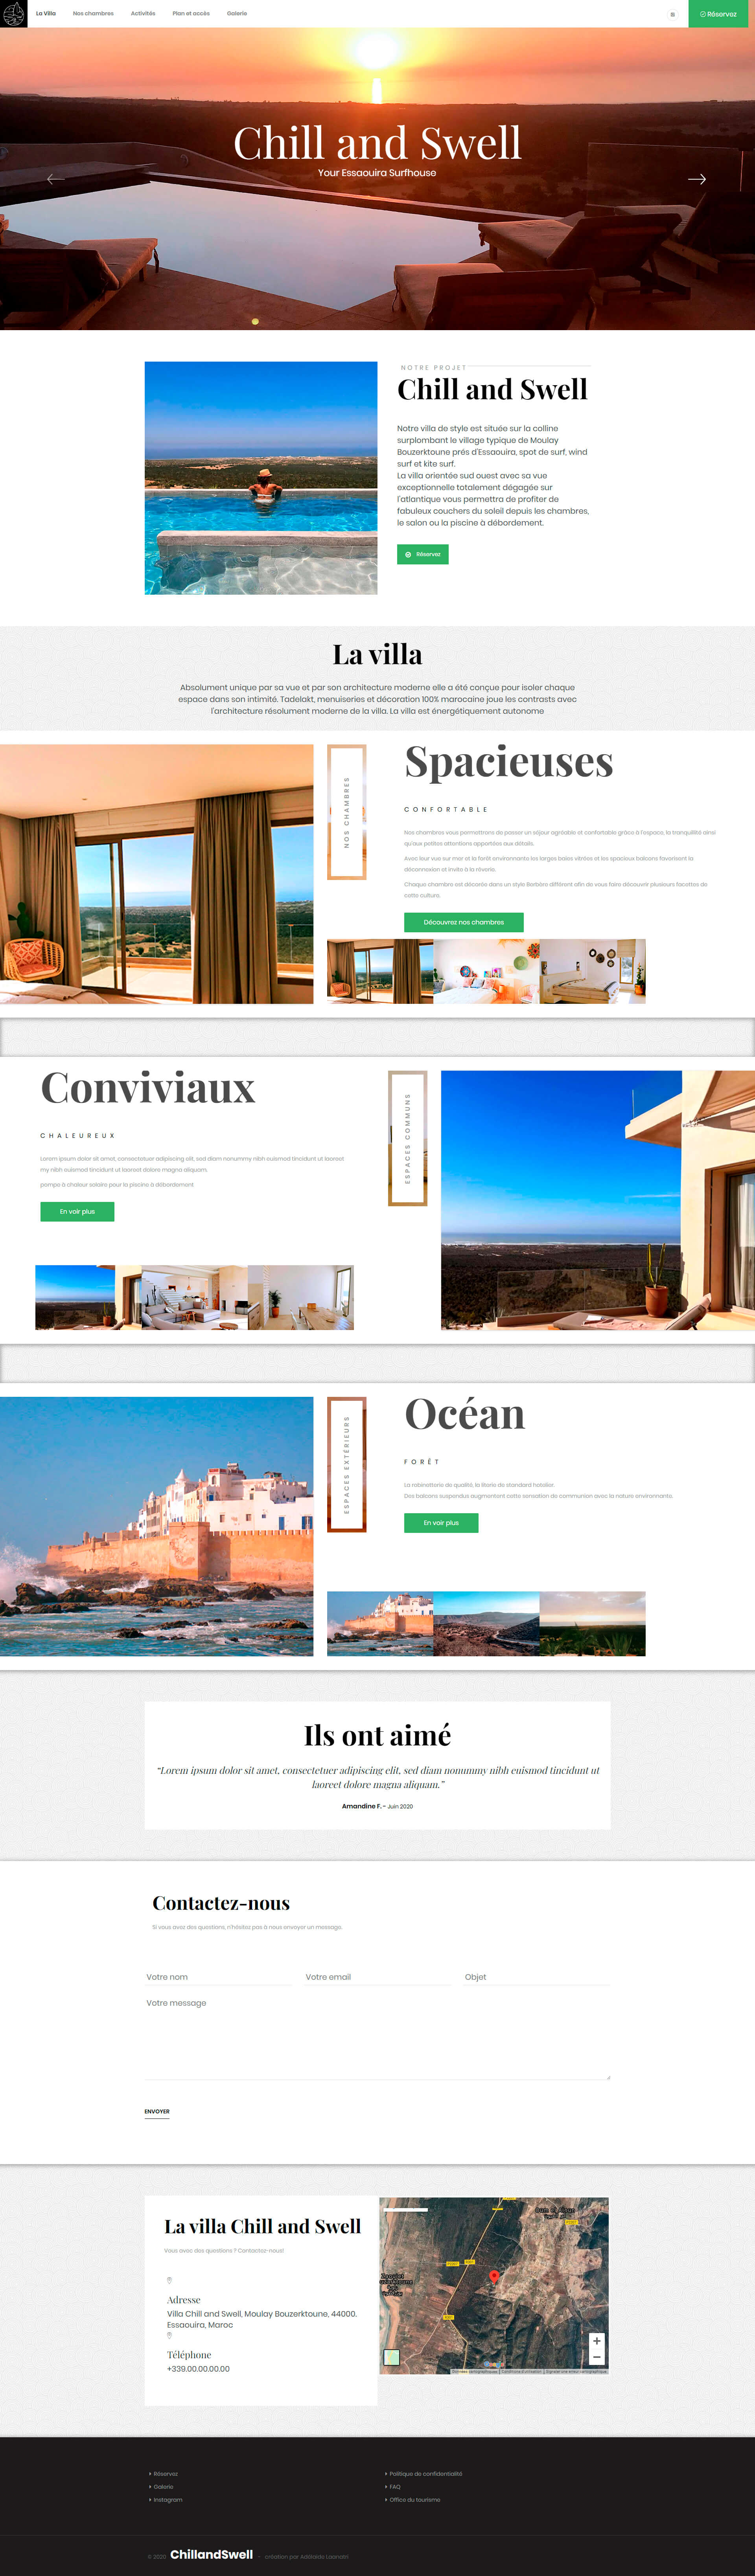 La Villa
Nos chambres
Activités
Plan et accès
Galerie
Réservez
Chill and Swell
Your Essaouira Surfhouse
NOTRE PROJET
Chill and Swell
Notre villa de style est située sur la colline
surplombant le village typique de Moulay
Bouzerktoune prés d'Essaouira, spot de surf, wind
surf et kite surf.
La villa orientée sud ouest avec sa vue
exceptionnelle totalement dégagée sur
l'atlantique vous permettra de profiter de
fabuleux couchers du soleil depuis les chambres,
le salon ou la piscine à débordement.
Réservez
La villa
Absolument unique par sa vue et par son architecture moderne elle a été conçue pour isoler chaque
espace dans son intimité. Tadelakt, menuiseries et décoration 100% marocaine joue les contrasts avec
l'architecture résolument moderne de la villa. La villa est énergétiquement autonome
NOS CHAMBRES
Spacieuses
CONFORTABLE
Nos chambres vous permettrons de passer un séjour agréable et confortable grâce à l'espace, la tranquillité ainsi
qu'aux petites attentions apportées aux détails.
Avec leur vue sur mer et la forêt environnante les larges baies vitrées et les spacieux balcons favorisent la
déconnexion et invite à la rêverie.
Chaque chambre est décorée dans un style Berbère différent afin de vous faire découvrir plusieurs facettes de
cette culture.
Découvrez nos chambres
Conviviaux
CHALEUREUX
Lorem ipsum dolor sit amet, consectetuer adipiscing elit, sed diam nonummy nibh euismod tincidunt ut laoreet
my nibh euismod tincidunt ut laoreet dolore magna aliquam.
pompe à chaleur solaire pour la piscine à débordement
En voir plus
ESPACES COMMUNS
ESPACES EXTÉRIEURS
Océan
FORÊT
La robinetterie de qualité, la literie de standard hotelier.
Des balcons suspendus augmentent cette sensation de communion avec la nature environnante.
En voir plus
Ils ont aimé
“Lorem ipsum dolor sit amet, consectetuer adipiscing elit, sed diam nonummy nibh euismod tincidunt ut
laoreet dolore magna aliquam.”
Amandine F. – Juin 2020
Contactez-nous
Si vous avez des questions, n'hésitez pas à nous envoyer un message.
Votre nom
Votre email
Objet
Votre message
ENVOYER
La villa Chill and Swell
Vous avec des questions ? Contactez-nous!
Adresse
Villa Chill and Swell, Moulay Bouzerktoune, 44000.
Essaouira, Maroc
Téléphone
+339.00.00.00.00
Réservez
Galerie
Instagram
Politique de confidentialité
FAQ
Office du tourisme
© 2020 ChillandSwell – création par Adélaïde